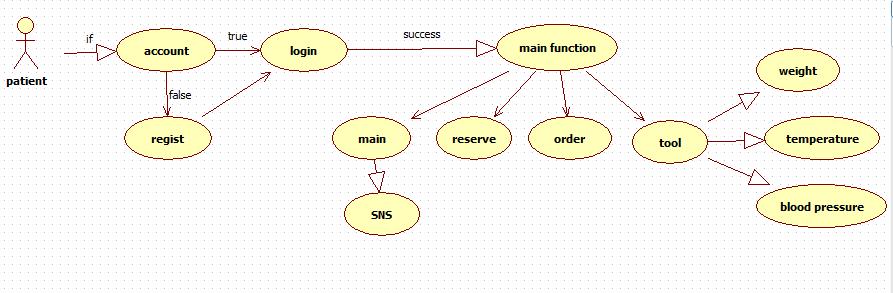 if
account
true
login
success
main function
patient
false
regist
main
reserve
order
tool
weight
temperature
blood pressure
SNS